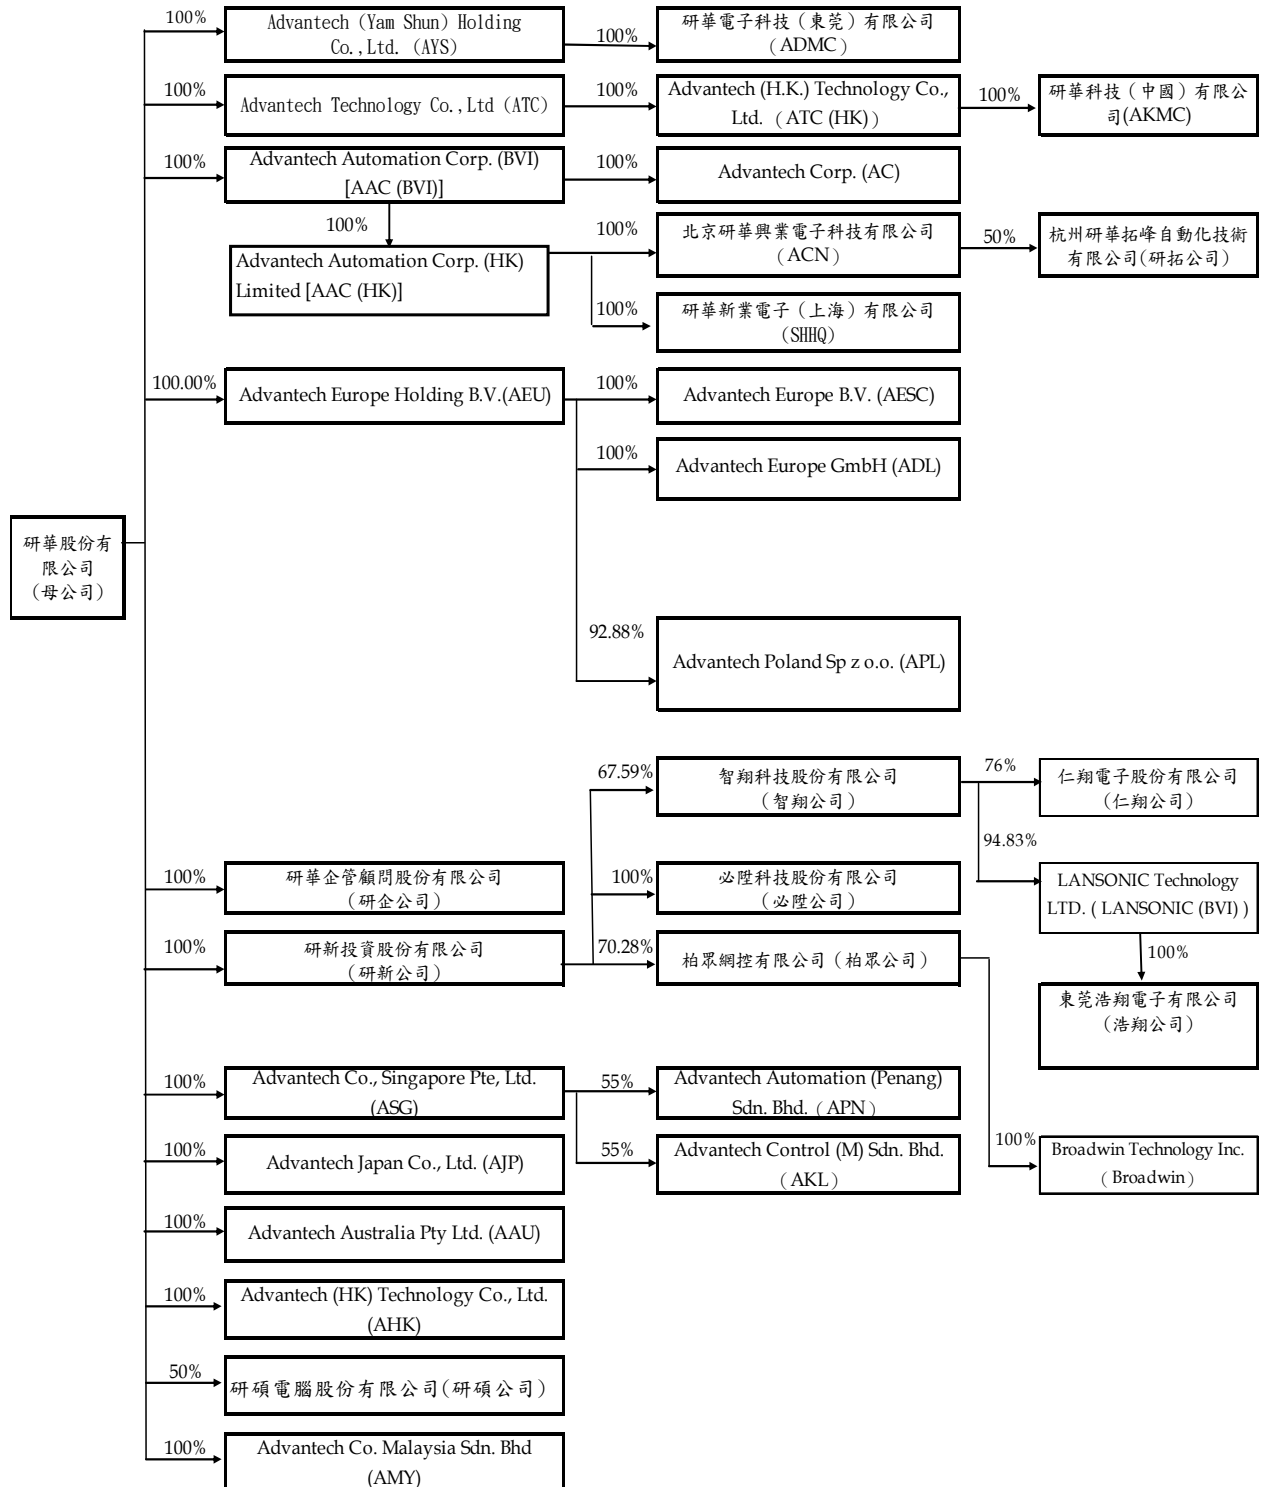 100%
Advantech (Yam Shun) Holding
Co.,Ltd. (AYS)
100%
研華電子科技（東莞）有限公司
（ADMC）
100%
Advantech Technology Co.,Ltd (ATC)
100%
Advantech (H.K.) Technology Co.,
Ltd.（ATC (HK)）
100%
研華科技（中國）有限公
司(AKMC)
100%
Advantech Automation Corp. (BVI)
[AAC (BVI)]
100%
Advantech Corp. (AC)
100%
Advantech Automation Corp. (HK)
Limited [AAC (HK)]
100%
北京研華興業電子科技有限公司
（ACN）
50%
杭州研華拓峰自動化技術
有限公司(研拓公司)
100%
研華新業電子（上海）有限公司
(SHHQ)
100.00%
Advantech Europe Holding B.V.(AEU)
100%
Advantech Europe B.V. (AESC)
100%
Advantech Europe GmbH (ADL)
研華股份有
限公司
（母公司）
92.88%
Advantech Poland Sp z o.o. (APL)
67.59%
智翔科技股份有限公司
（智翔公司）
76%
仁翔電子股份有限公司
(仁翔公司)
94.83%
LANSONIC Technology
LTD. ( LANSONIC (BVI) )
100%
研華企管顧問股份有限公司
（研企公司）
100%
必陞科技股份有限公司
（必陞公司）
100%
研新投資股份有限公司
（研新公司）
70.28%
柏眾網控有限公司（柏眾公司）
100%
東莞浩翔電子有限公司
（浩翔公司）
100%
Advantech Co., Singapore Pte, Ltd.
(ASG)
55%
Advantech Automation (Penang)
Sdn. Bhd.（APN）
100%
Advantech Japan Co., Ltd. (AJP)
55%
Advantech Control (M) Sdn. Bhd.
（AKL）
100%
Broadwin Technology Inc.
（Broadwin）
100%
Advantech Australia Pty Ltd. (AAU)
100%
Advantech (HK) Technology Co., Ltd.
(AHK)
50%
研碩電腦股份有限公司(研碩公司)
100%
Advantech Co. Malaysia Sdn. Bhd
(AMY)